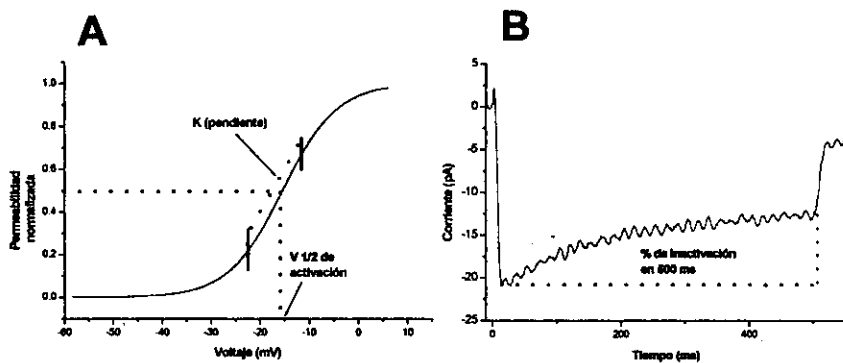 A
1.0
0.8
0.6
0.4
0.2
0.0
Permeabilidad
normalizada
K (pendiente)
V 1/2 de
activación
-60
-50
-40
-30
-20
-10
0
10
Voltaje (mV)
B
5
0
-5
-10
-15
-20
-25
Corriente (pA)
% de inactivación
en 500 ms
0
200
400
Tiempo (ms)